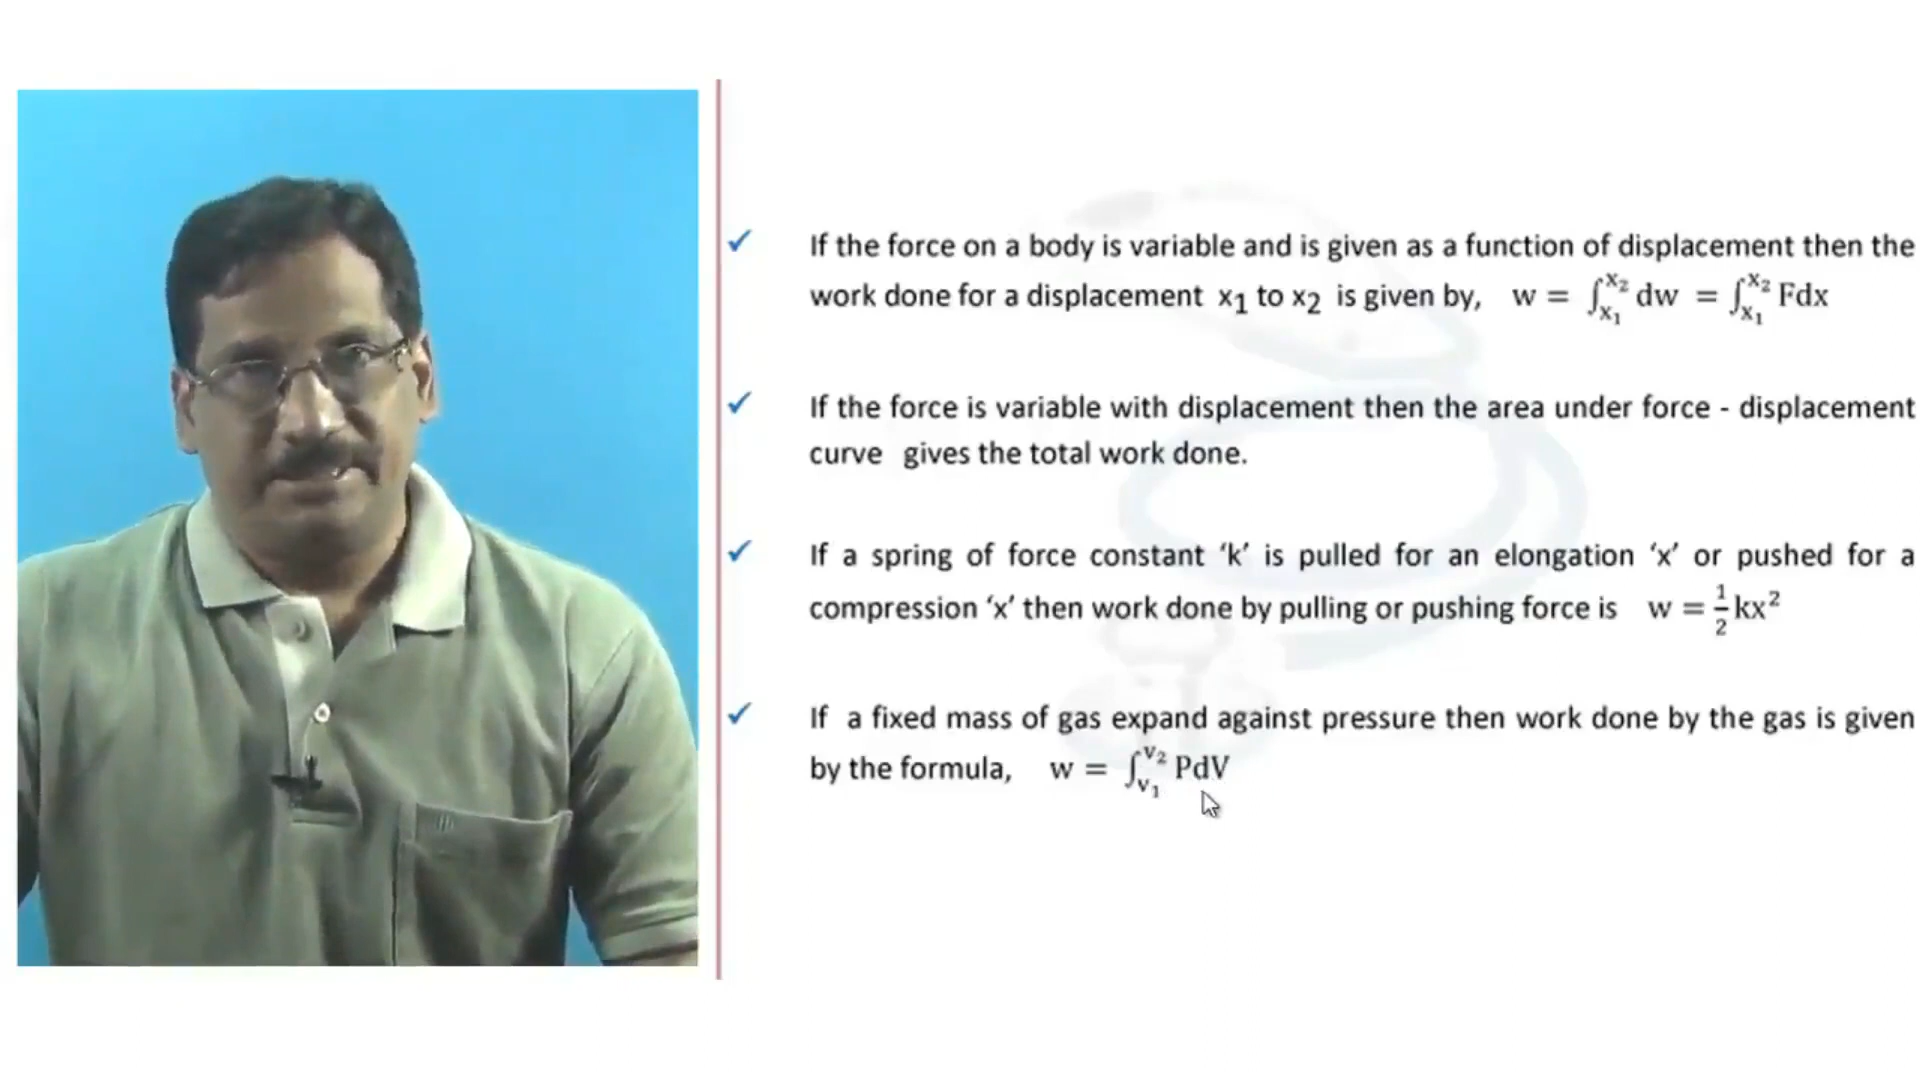 ✓ If the force on a body is variable and is given as a function of displacement then the
work done for a displacement x₁ to x₂ is given by, w = ∫ₓ₁ˣ² dw = ∫ₓ₁ˣ² Fdx
✓ If the force is variable with displacement then the area under force - displacement
curve gives the total work done.
✓ If a spring of force constant ‘k’ is pulled for an elongation ‘x’ or pushed for a
compression ‘x’ then work done by pulling or pushing force is w = ½kx²
✓ If a fixed mass of gas expand against pressure then work done by the gas is given
by the formula, w = ∫ᵥ₁ᵛ² PdV